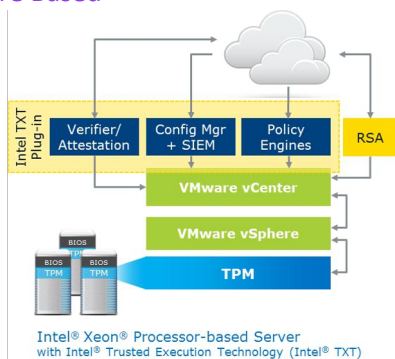 Intel TXT
Plug-in
Verifier/
Attestation
Config Mgr
+ SIEM
Policy
Engines
RSA
VMware vCenter
VMware vSphere
TPM
BIOS
TPM
BIOS
TPM
BIOS
TPM
Intel® Xeon® Processor-based Server
with Intel® Trusted Execution Technology (Intel® TXT)